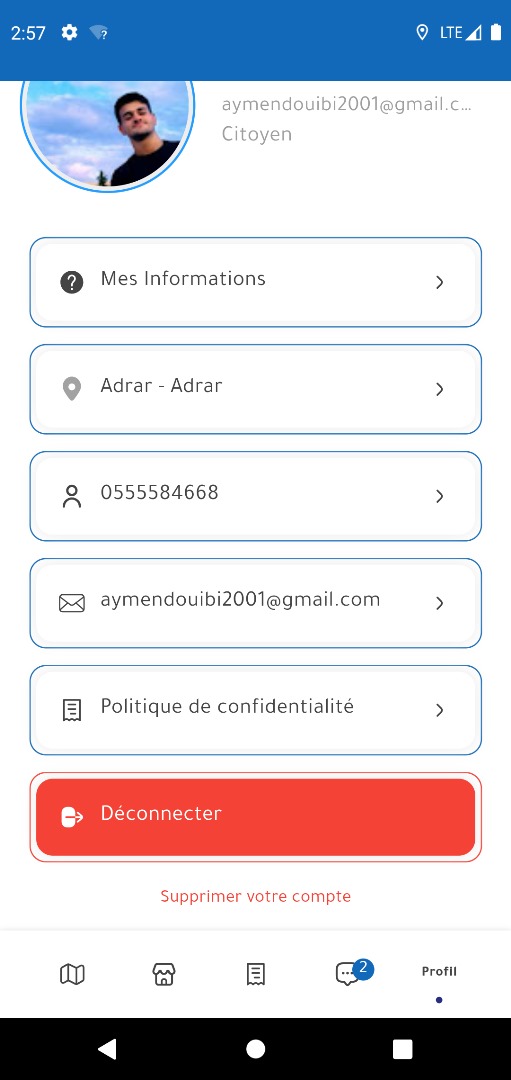 2:57
LTE
aymendouibi2001@gmail.c...
Citoyen
Mes Informations
Adrar - Adrar
0555584668
aymendouibi2001@gmail.com
Politique de confidentialité
Déconnecter
Supprimer votre compte
2
Profil